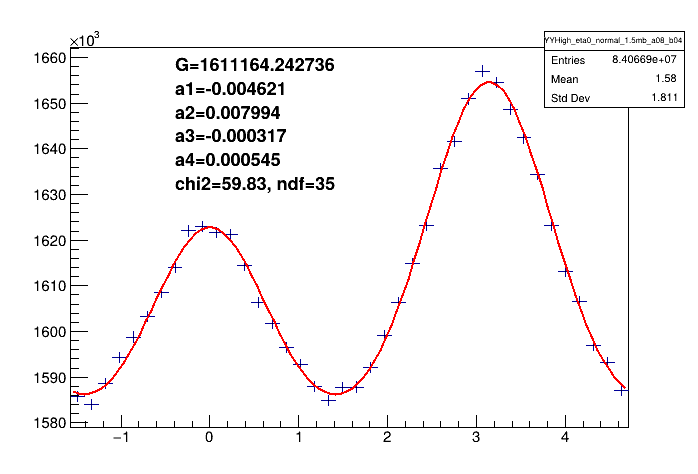 ×10³
YYHigh_eta0_normal_1.5mb_a08_b04
Entries 8.40669e+07
Mean 1.58
Std Dev 1.811
G=1611164.242736
a1=-0.004621
a2=0.007994
a3=-0.000317
a4=0.000545
chi2=59.83, ndf=35
1660
1650
1640
1630
1620
1610
1600
1590
1580
−1 0 1 2 3 4